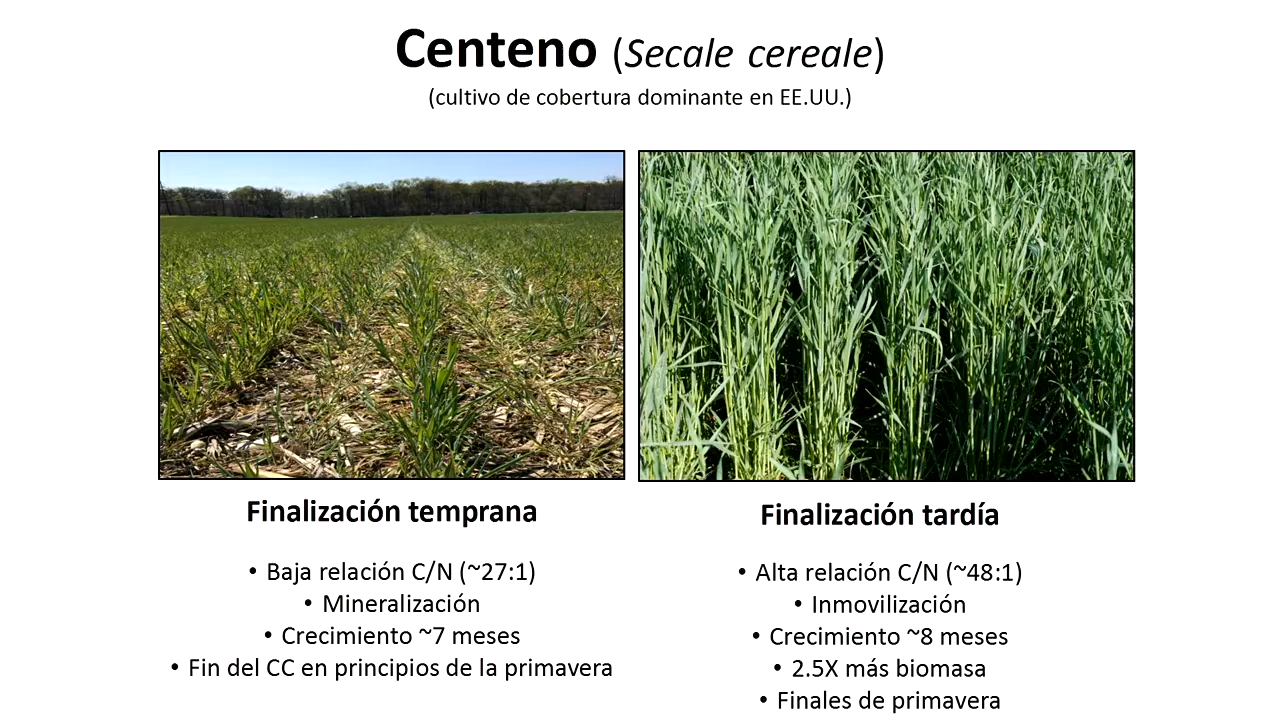 Centeno (Secale cereale)
(cultivo de cobertura dominante en EE.UU.)
Finalización temprana
• Baja relación C/N (~27:1)
• Mineralización
• Crecimiento ~7 meses
• Fin del CC en principios de la primavera
Finalización tardía
• Alta relación C/N (~48:1)
• Inmovilización
• Crecimiento ~8 meses
• 2.5X más biomasa
• Finales de primavera